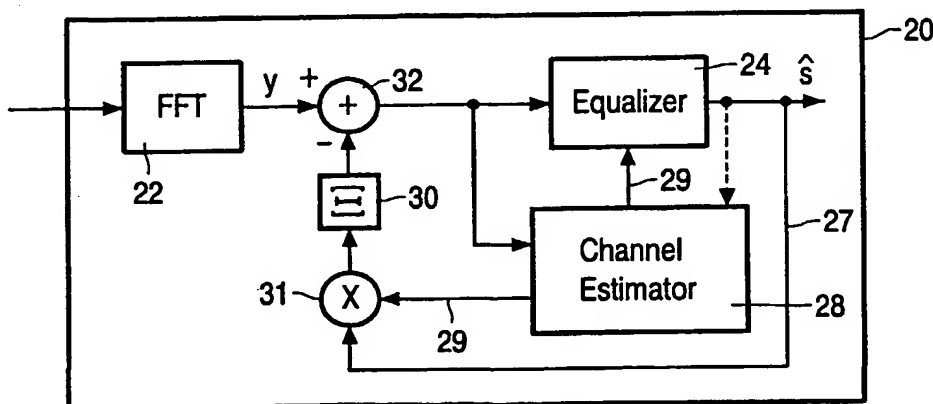 20
24
ŝ
y
+
32
FFT
+
Equalizer
-
22
Ξ
30
29
27
31
X
29
Channel
Estimator
28